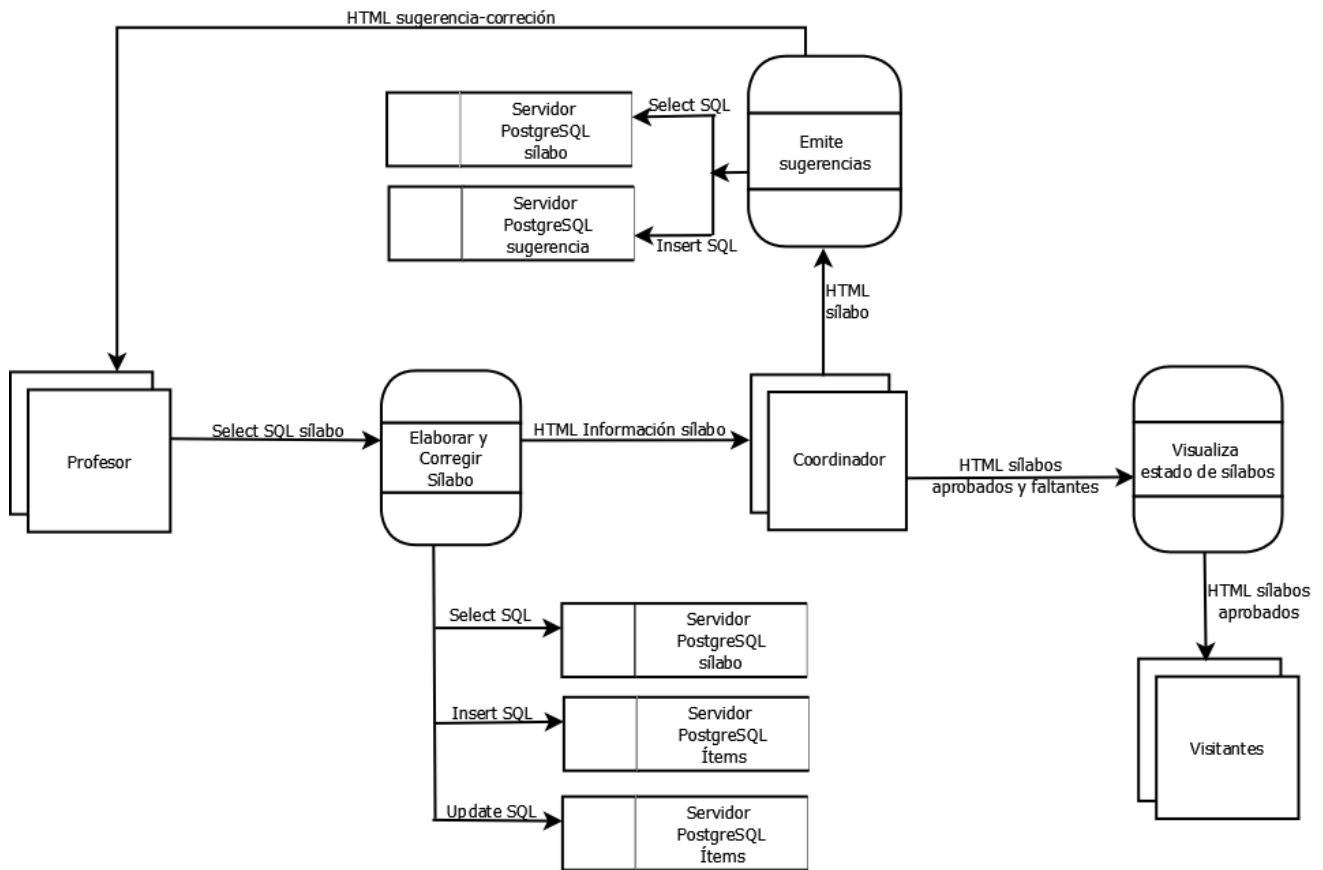 HTML sugerencia-correción
Select SQL
Servidor
PostgreSQL
sílabo
Emite
sugerencias
Servidor
PostgreSQL
sugerencia
Insert SQL
HTML
sílabo
Profesor
Select SQL sílabo
Elaborar y
Corregir
Sílabo
HTML Información sílabo
Coordinador
HTML sílabos
aprobados y faltantes
Visualiza
estado de sílabos
HTML sílabos
aprobados
Select SQL
Servidor
PostgreSQL
sílabo
Insert SQL
Servidor
PostgreSQL
Ítems
Update SQL
Servidor
PostgreSQL
Ítems
Visitantes